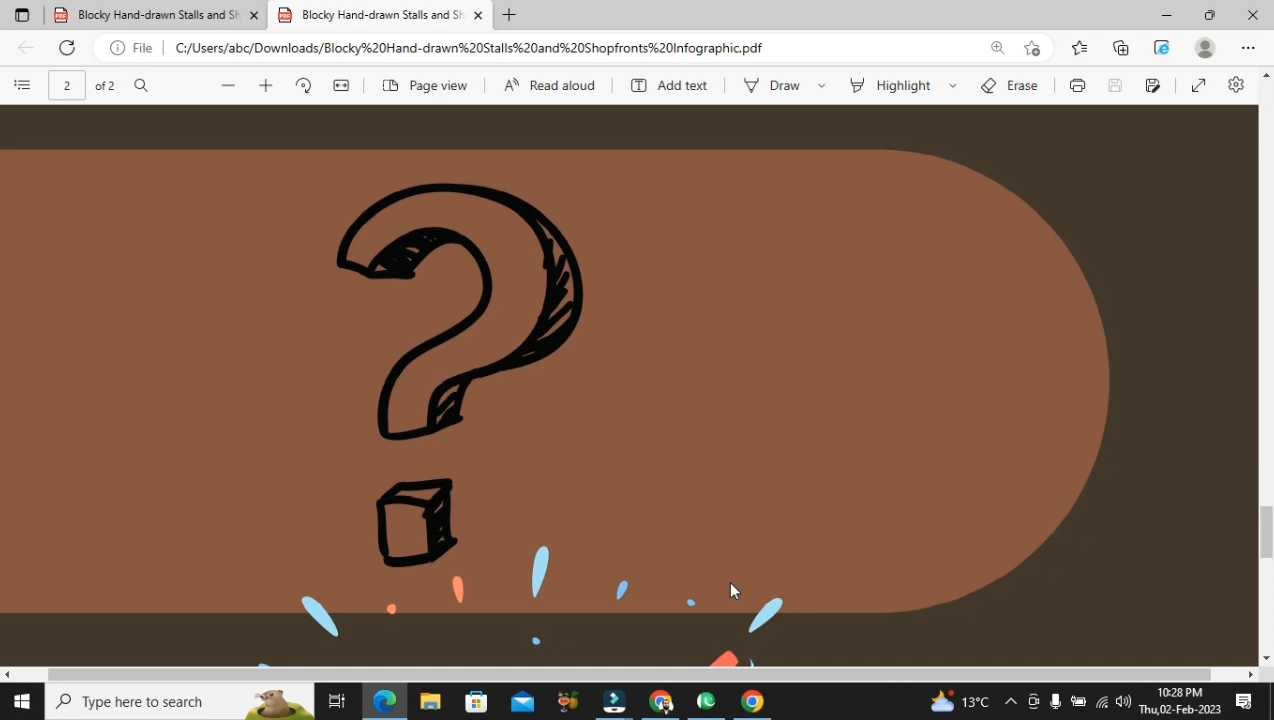 Blocky Hand-drawn Stalls and Sh
Blocky Hand-drawn Stalls and Sh
File
C:/Users/abc/Downloads/Blocky%20Hand-drawn%20Stalls%20and%20Shopfronts%20Infographic.pdf
2 of 2
Page view
Read aloud
Add text
Draw
Highlight
Erase
?
Type here to search
13°C
10:28 PM
Thu,02-Feb-2023